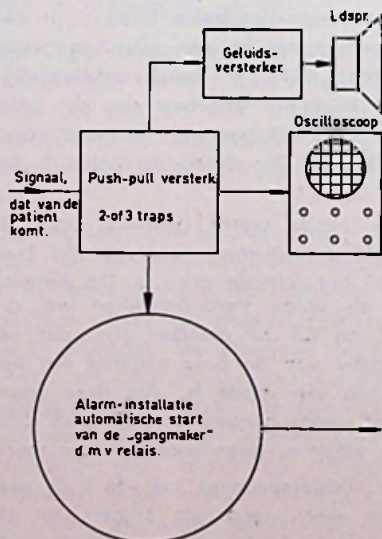 Ldspr.
Geluids-
versterker
Oscilloscoop
Signaal,
dat van de
patient
komt.
Push-pull versterk.
2-of 3 traps
Alarm-installatie
automatische start
van de „gangmaker"
d.m.v relais.